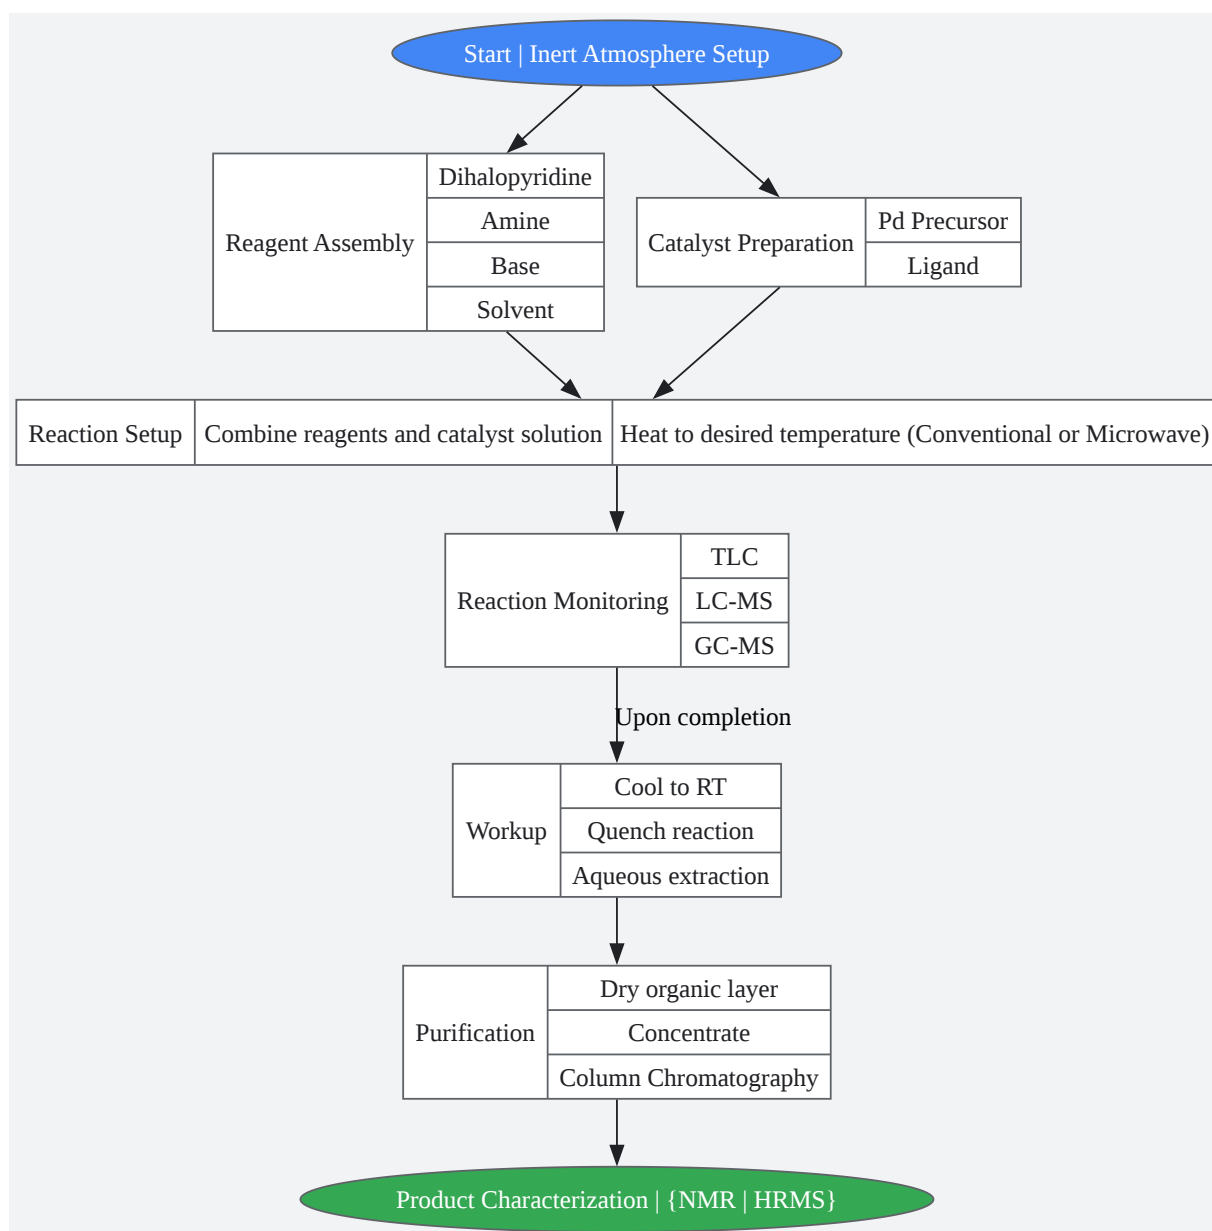 Start | Inert Atmosphere Setup
Reagent Assembly
Dihalopyridine
Amine
Base
Solvent
Catalyst Preparation
Pd Precursor
Ligand
Reaction Setup
Combine reagents and catalyst solution
Heat to desired temperature (Conventional or Microwave)
Reaction Monitoring
TLC
LC-MS
GC-MS
Upon completion
Workup
Cool to RT
Quench reaction
Aqueous extraction
Purification
Dry organic layer
Concentrate
Column Chromatography
Product Characterization | {NMR | HRMS}